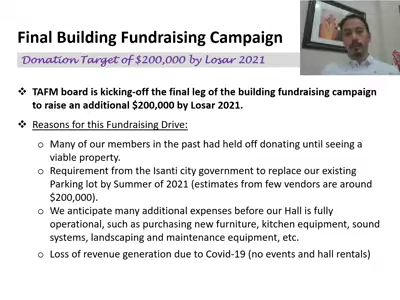 Final Building Fundraising Campaign
Donation Target of $200,000 by Losar 2021
❖ TAFM board is kicking-off the final leg of the building fundraising campaign
to raise an additional $200,000 by Losar 2021.
❖ Reasons for this Fundraising Drive:
o Many of our members in the past had held off donating until seeing a
viable property.
o Requirement from the Isanti city government to replace our existing
Parking lot by Summer of 2021 (estimates from few vendors are around
$200,000).
o We anticipate many additional expenses before our Hall is fully
operational, such as purchasing new furniture, kitchen equipment, sound
systems, landscaping and maintenance equipment, etc.
o Loss of revenue generation due to Covid-19 (no events and hall rentals)